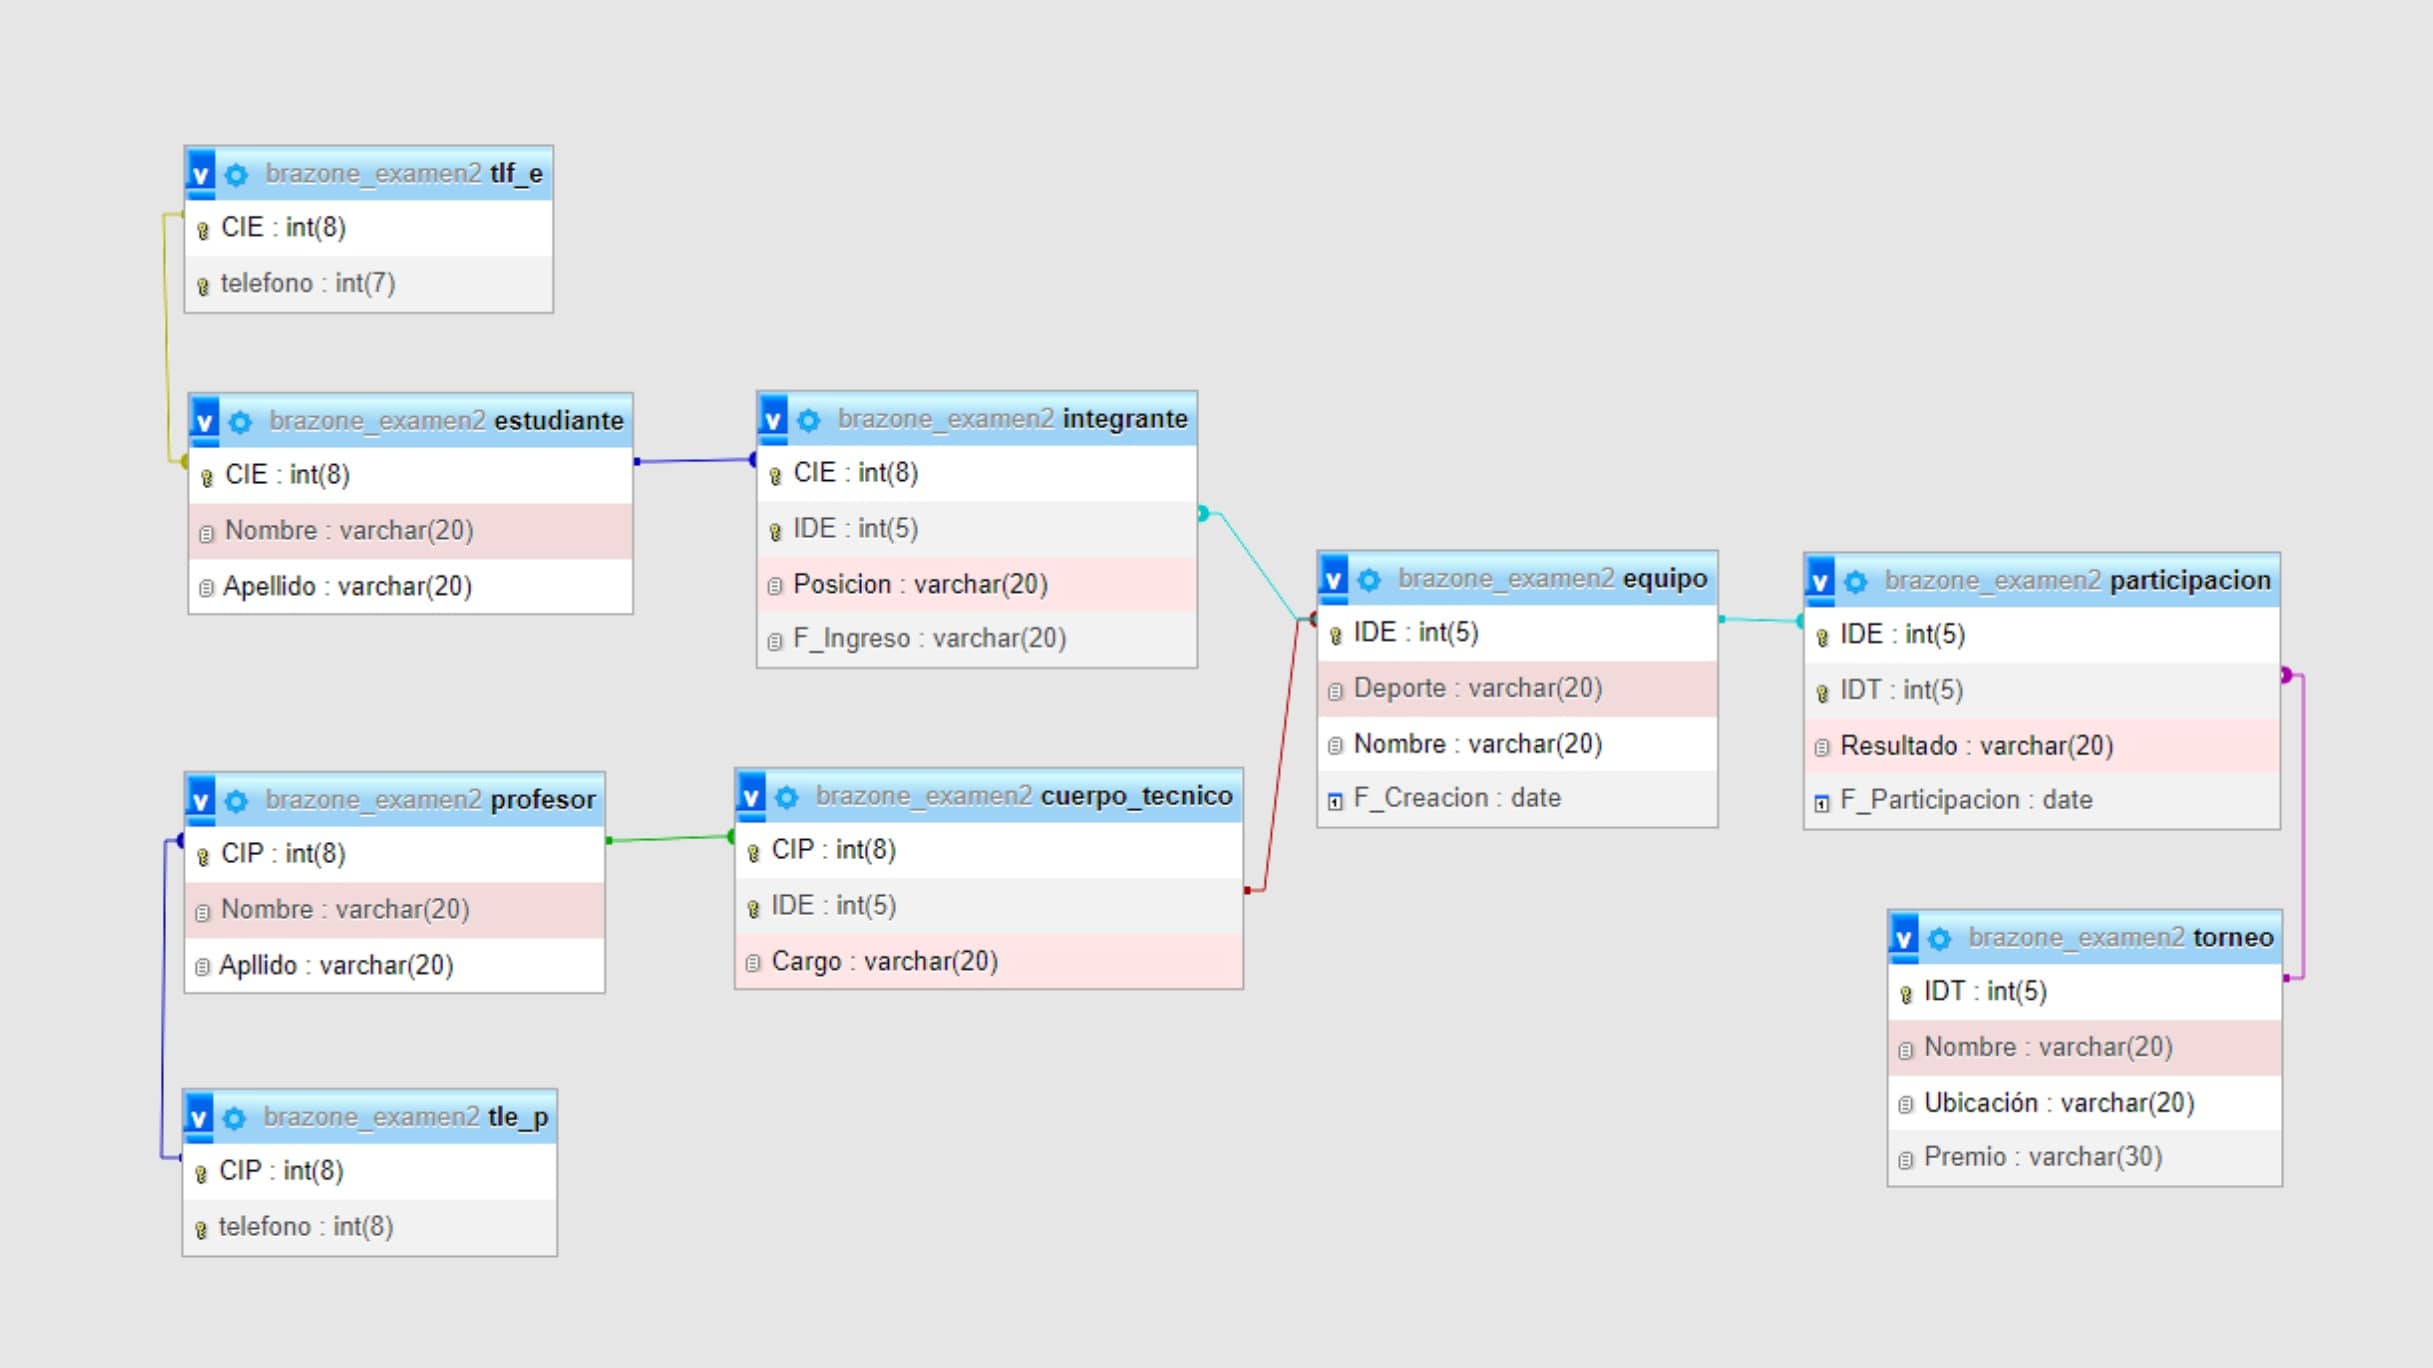 brazone_examen2 tlf_e
CIE : int(8)
telefono : int(7)
brazone_examen2 estudiante
CIE : int(8)
Nombre : varchar(20)
Apellido : varchar(20)
brazone_examen2 integrante
CIE : int(8)
IDE : int(5)
Posicion : varchar(20)
F_Ingreso : varchar(20)
brazone_examen2 equipo
IDE : int(5)
Deporte : varchar(20)
Nombre : varchar(20)
F_Creacion : date
brazone_examen2 participacion
IDE : int(5)
IDT : int(5)
Resultado : varchar(20)
F_Participacion : date
brazone_examen2 profesor
CIP : int(8)
Nombre : varchar(20)
Apllido : varchar(20)
brazone_examen2 cuerpo_tecnico
CIP : int(8)
IDE : int(5)
Cargo : varchar(20)
brazone_examen2 torneo
IDT : int(5)
Nombre : varchar(20)
Ubicación : varchar(20)
Premio : varchar(30)
brazone_examen2 tle_p
CIP : int(8)
telefono : int(8)